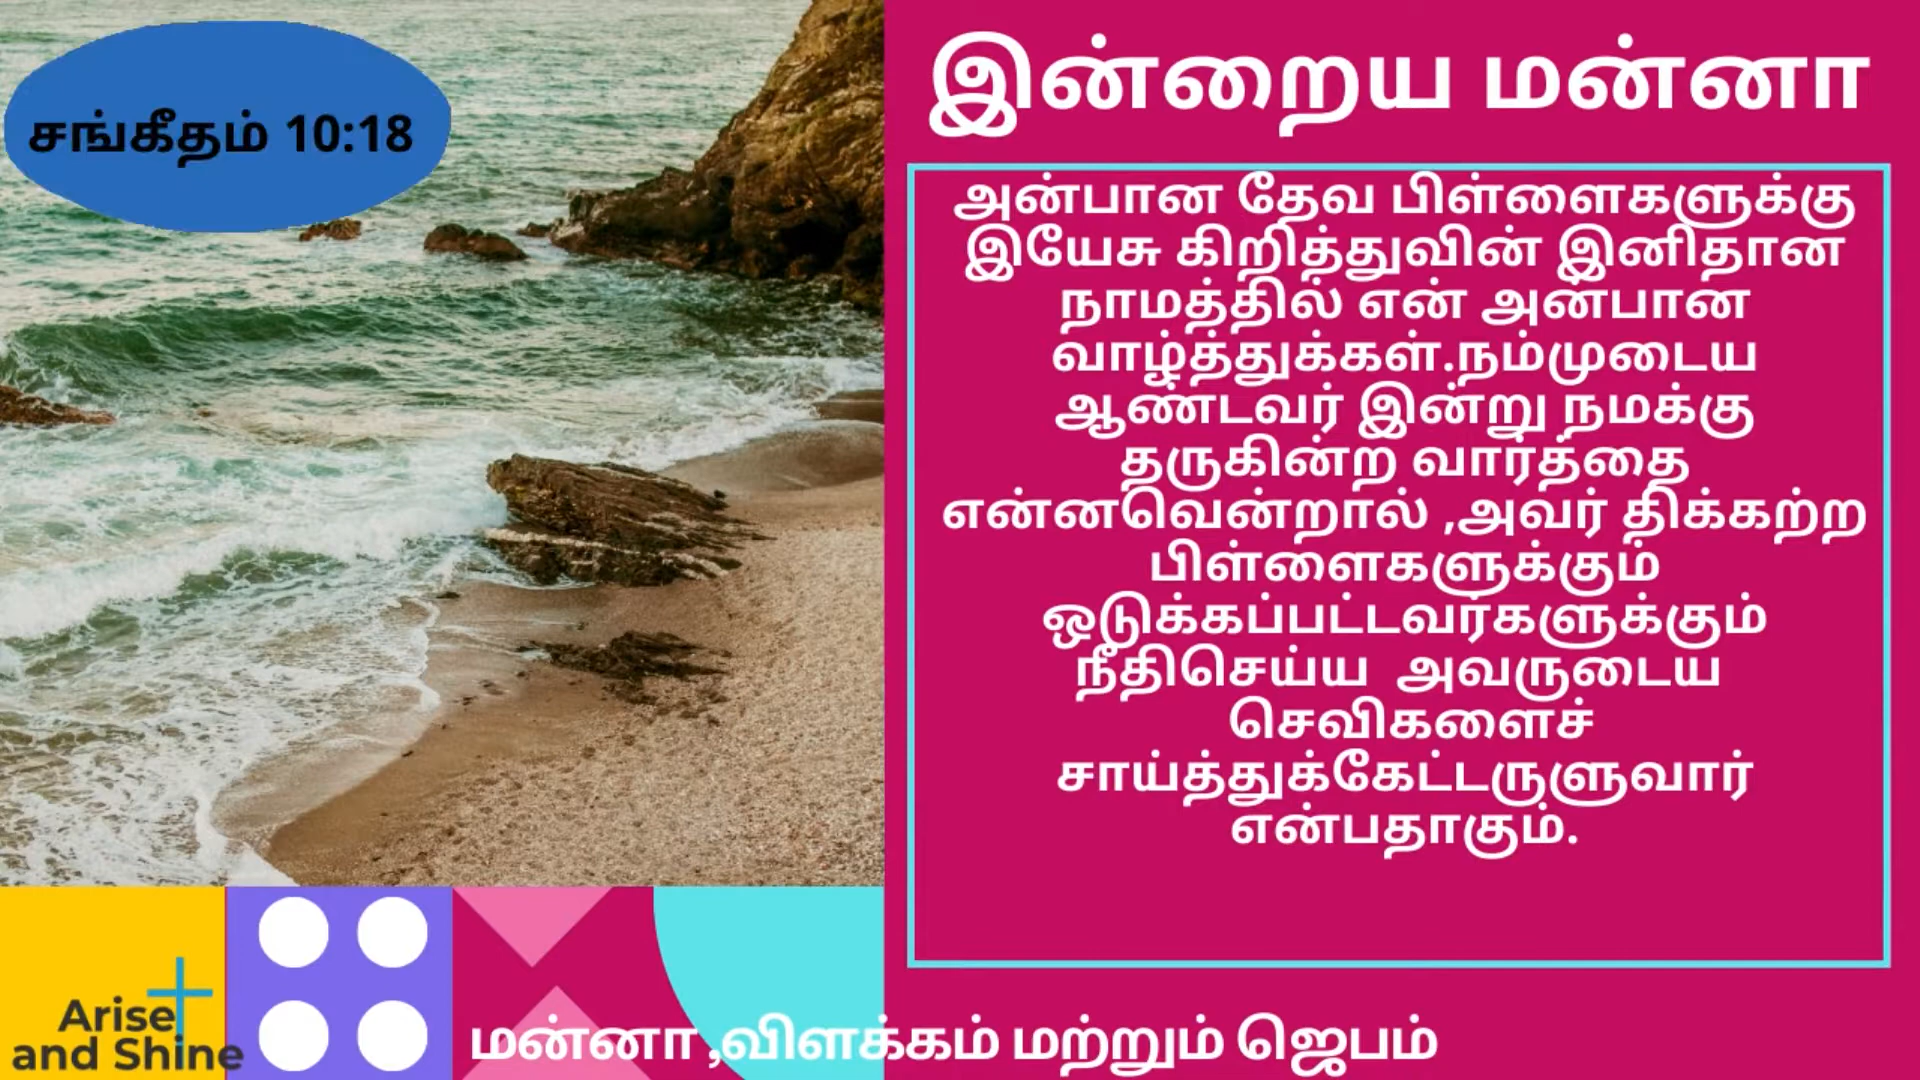 சங்கீதம் 10:18
இன்றைய மன்னா
அன்பான தேவ பிள்ளைகளுக்கு
இயேசு கிறித்துவின் இனிதான
நாமத்தில் என் அன்பான
வாழ்த்துக்கள்.நம்முடைய
ஆண்டவர் இன்று நமக்கு
தருகின்ற வார்த்தை
என்னவென்றால் ,அவர் திக்கற்ற
பிள்ளைகளுக்கும்
ஒடுக்கப்பட்டவர்களுக்கும்
நீதிசெய்ய அவருடைய
செவிகளைச்
சாய்த்துக்கேட்டருளுவார்
என்பதாகும்.
Arise
and Shine
மன்னா ,விளக்கம் மற்றும் ஜெபம்